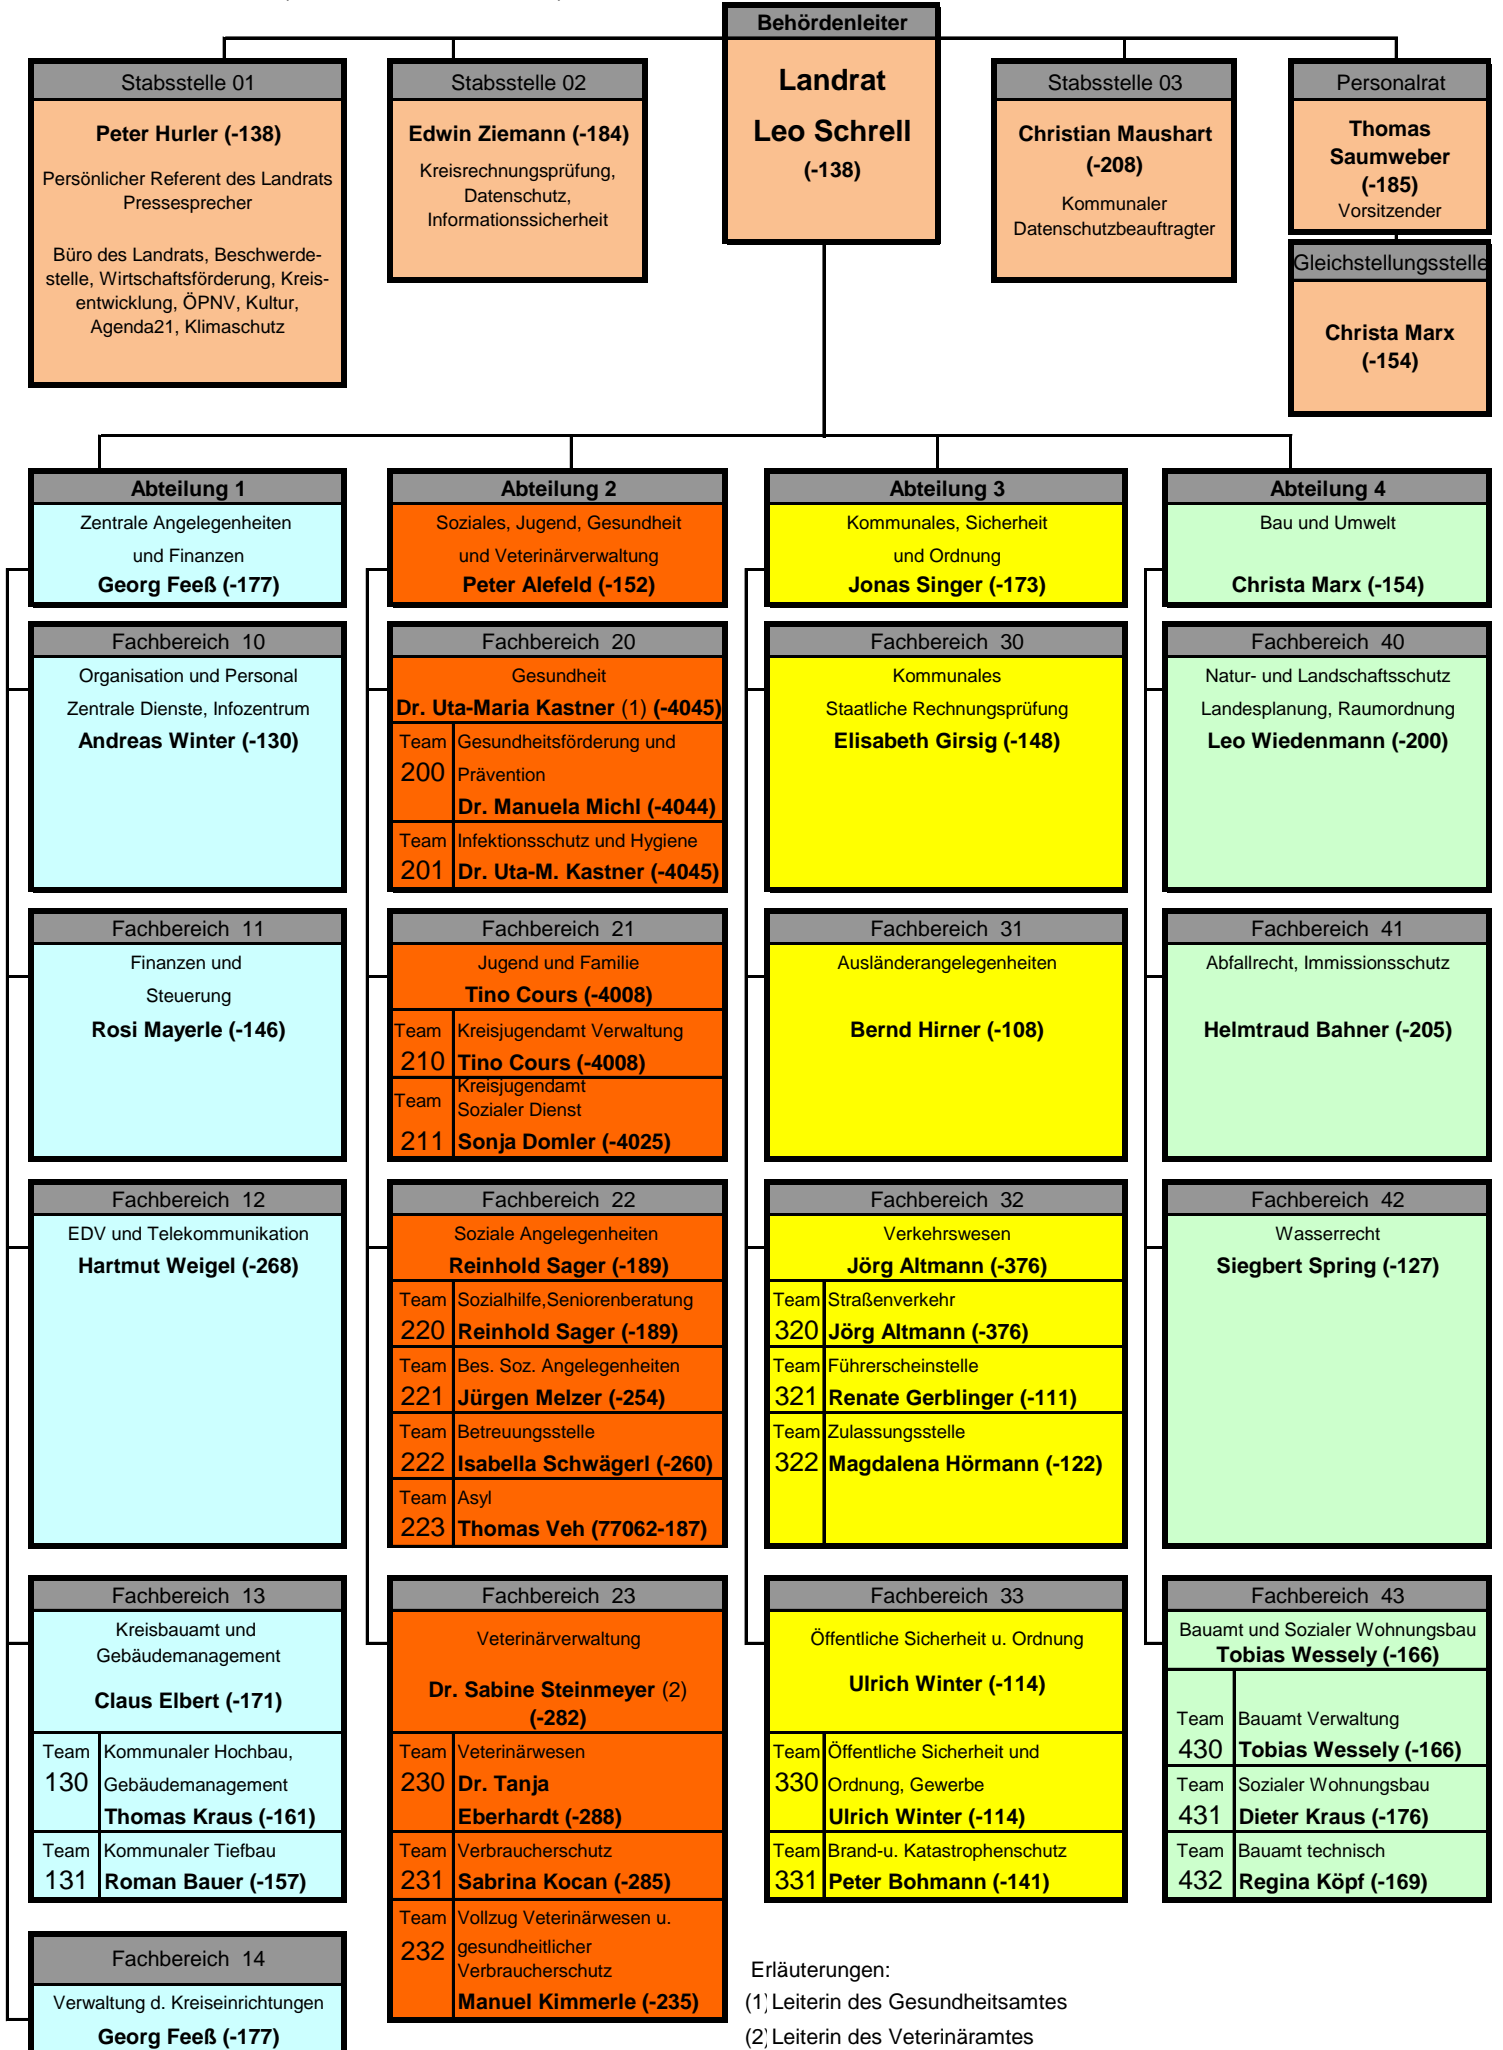 Behördenleiter
Landrat
Leo Schrell
(-138)
Stabsstelle 01
Peter Hurler (-138)
Persönlicher Referent des Landrats
Pressesprecher
Büro des Landrats, Beschwerde-
stelle, Wirtschaftsförderung, Kreis-
entwicklung, ÖPNV, Kultur,
Agenda21, Klimaschutz
Stabsstelle 02
Edwin Ziemann (-184)
Kreisrechnungsprüfung,
Datenschutz,
Informationssicherheit
Stabsstelle 03
Christian Maushart
(-208)
Kommunaler
Datenschutzbeauftragter
Personalrat
Thomas
Saumweber
(-185)
Vorsitzender
Gleichstellungsstelle
Christa Marx
(-154)
Abteilung 1
Zentrale Angelegenheiten
und Finanzen
Georg Feeß (-177)
Fachbereich 10
Organisation und Personal
Zentrale Dienste, Infozentrum
Andreas Winter (-130)
Fachbereich 11
Finanzen und
Steuerung
Rosi Mayerle (-146)
Fachbereich 12
EDV und Telekommunikation
Hartmut Weigel (-268)
Fachbereich 13
Kreisbauamt und
Gebäudemanagement
Claus Elbert (-171)
Team Kommunaler Hochbau,
130 Gebäudemanagement
Thomas Kraus (-161)
Team Kommunaler Tiefbau
131 Roman Bauer (-157)
Fachbereich 14
Verwaltung d. Kreiseinrichtungen
Georg Feeß (-177)
Abteilung 2
Soziales, Jugend, Gesundheit
und Veterinärverwaltung
Peter Alefeld (-152)
Fachbereich 20
Gesundheit
Dr. Uta-Maria Kastner (1) (-4045)
Team Gesundheitsförderung und
200 Prävention
Dr. Manuela Michl (-4044)
Team Infektionsschutz und Hygiene
201 Dr. Uta-M. Kastner (-4045)
Fachbereich 21
Jugend und Familie
Tino Cours (-4008)
Team Kreisjugendamt Verwaltung
210 Tino Cours (-4008)
Kreisjugendamt
Team Sozialer Dienst
211 Sonja Domler (-4025)
Fachbereich 22
Soziale Angelegenheiten
Reinhold Sager (-189)
Team Sozialhilfe,Seniorenberatung
220 Reinhold Sager (-189)
Team Bes. Soz. Angelegenheiten
221 Jürgen Melzer (-254)
Team Betreuungsstelle
222 Isabella Schwägerl (-260)
Team Asyl
223 Thomas Veh (77062-187)
Fachbereich 23
Veterinärverwaltung
Dr. Sabine Steinmeyer (2)
(-282)
Team Veterinärwesen
230 Dr. Tanja
Eberhardt (-288)
Team Verbraucherschutz
231 Sabrina Kocan (-285)
Team Vollzug Veterinärwesen u.
232 gesundheitlicher
Verbraucherschutz
Manuel Kimmerle (-235)
Abteilung 3
Kommunales, Sicherheit
und Ordnung
Jonas Singer (-173)
Fachbereich 30
Kommunales
Staatliche Rechnungsprüfung
Elisabeth Girsig (-148)
Fachbereich 31
Ausländerangelegenheiten
Bernd Hirner (-108)
Fachbereich 32
Verkehrswesen
Jörg Altmann (-376)
Team Straßenverkehr
320 Jörg Altmann (-376)
Team Führerscheinstelle
321 Renate Gerblinger (-111)
Team Zulassungsstelle
322 Magdalena Hörmann (-122)
Fachbereich 33
Öffentliche Sicherheit u. Ordnung
Ulrich Winter (-114)
Team Öffentliche Sicherheit und
330 Ordnung, Gewerbe
Ulrich Winter (-114)
Team Brand-u. Katastrophenschutz
331 Peter Bohmann (-141)
Abteilung 4
Bau und Umwelt
Christa Marx (-154)
Fachbereich 40
Natur- und Landschaftsschutz
Landesplanung, Raumordnung
Leo Wiedenmann (-200)
Fachbereich 41
Abfallrecht, Immissionsschutz
Helmtraud Bahner (-205)
Fachbereich 42
Wasserrecht
Siegbert Spring (-127)
Fachbereich 43
Bauamt und Sozialer Wohnungsbau
Tobias Wessely (-166)
Team Bauamt Verwaltung
430 Tobias Wessely (-166)
Team Sozialer Wohnungsbau
431 Dieter Kraus (-176)
Team Bauamt technisch
432 Regina Köpf (-169)
Erläuterungen:
(1) Leiterin des Gesundheitsamtes
(2) Leiterin des Veterinäramtes